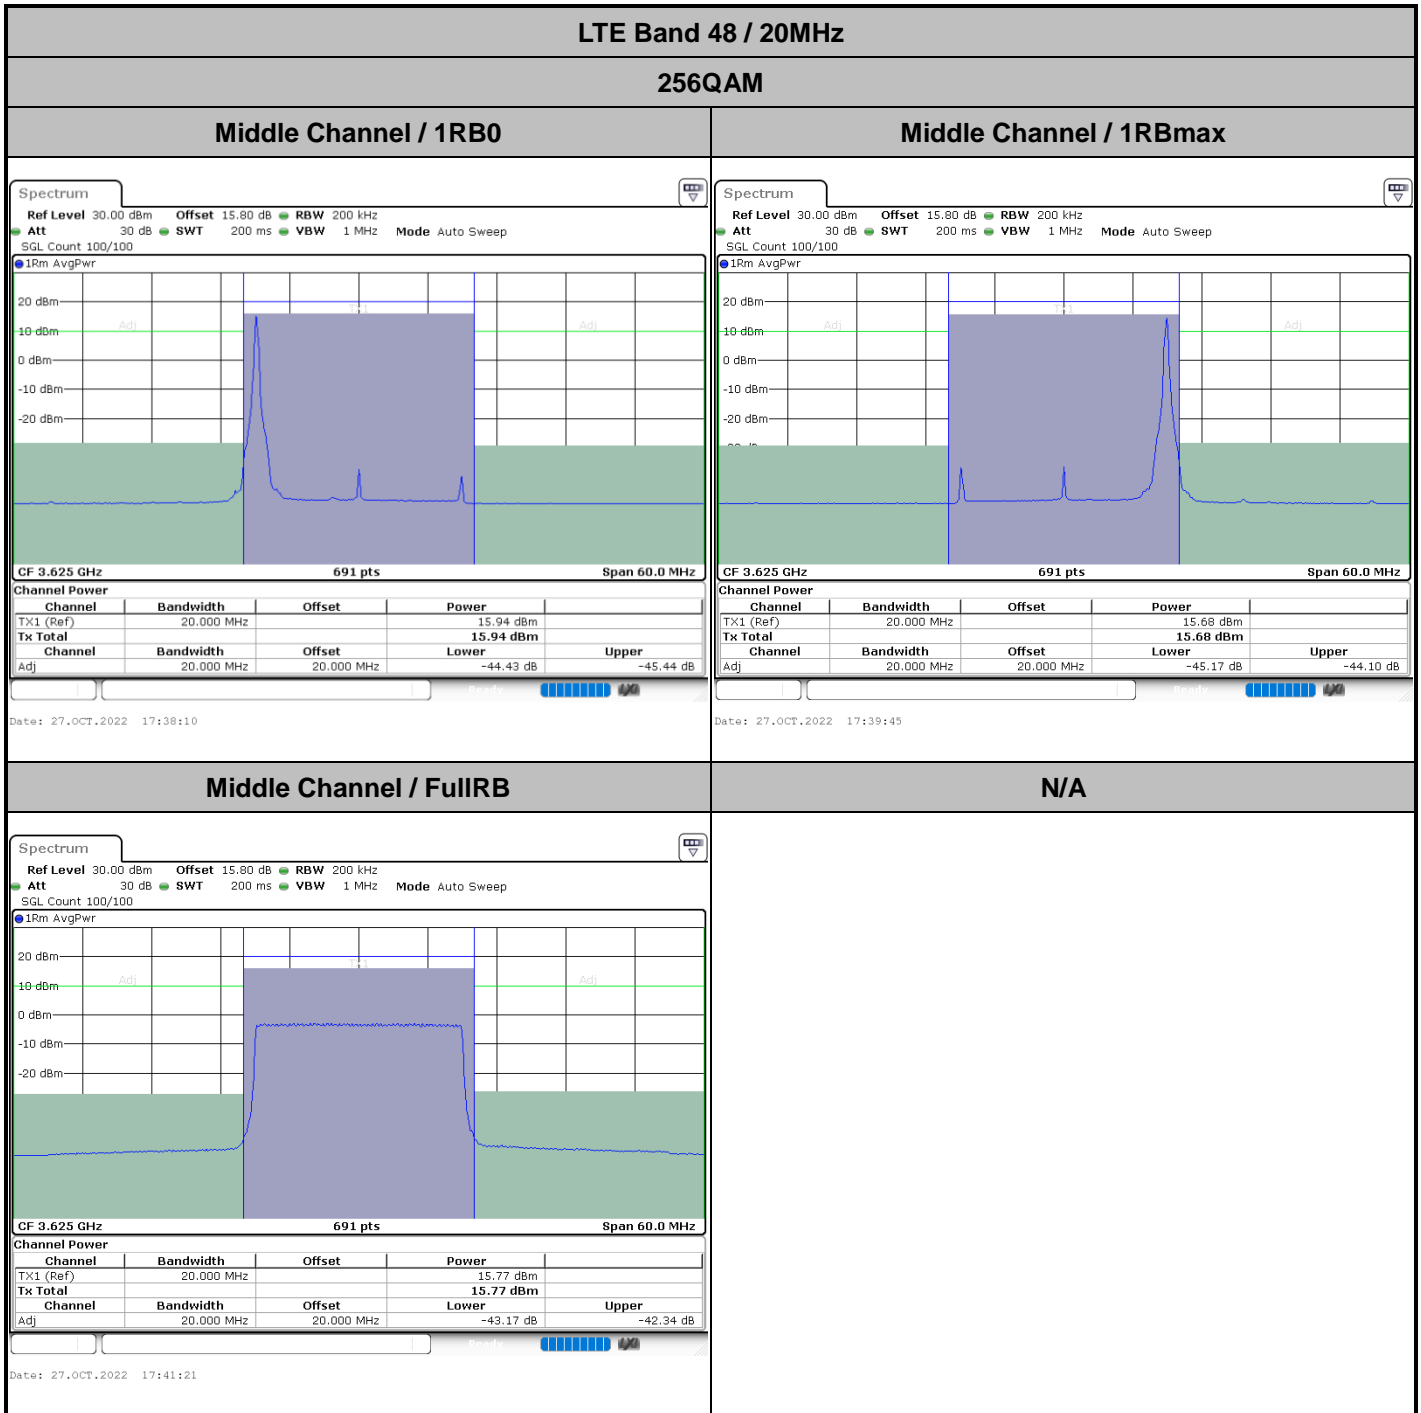 LTE Band 48 / 20MHz
256QAM
Middle Channel / 1RB0
Middle Channel / 1RBmax
Spectrum
Ref Level 30.00 dBm Offset 15.80 dB RBW 200 kHz
Att 30 dB SWT 200 ms VBW 1 MHz Mode Auto Sweep
SGL Count 100/100
1Rm AvgPwr
TX1
Adj
Adj
20 dBm
10 dBm
0 dBm
-10 dBm
-20 dBm
CF 3.625 GHz 691 pts Span 60.0 MHz
Channel Power
Channel Bandwidth Offset Power
TX1 (Ref) 20.000 MHz 15.94 dBm
Tx Total 15.94 dBm
Channel Bandwidth Offset Lower Upper
Adj 20.000 MHz 20.000 MHz -44.43 dB -45.44 dB
Ready
Date: 27.OCT.2022 17:38:10
Spectrum
Ref Level 30.00 dBm Offset 15.80 dB RBW 200 kHz
Att 30 dB SWT 200 ms VBW 1 MHz Mode Auto Sweep
SGL Count 100/100
1Rm AvgPwr
TX1
Adj
Adj
20 dBm
10 dBm
0 dBm
-10 dBm
-20 dBm
CF 3.625 GHz 691 pts Span 60.0 MHz
Channel Power
Channel Bandwidth Offset Power
TX1 (Ref) 20.000 MHz 15.68 dBm
Tx Total 15.68 dBm
Channel Bandwidth Offset Lower Upper
Adj 20.000 MHz 20.000 MHz -45.17 dB -44.10 dB
Ready
Date: 27.OCT.2022 17:39:45
Middle Channel / FullRB
N/A
Spectrum
Ref Level 30.00 dBm Offset 15.80 dB RBW 200 kHz
Att 30 dB SWT 200 ms VBW 1 MHz Mode Auto Sweep
SGL Count 100/100
1Rm AvgPwr
TX1
Adj
Adj
20 dBm
10 dBm
0 dBm
-10 dBm
-20 dBm
CF 3.625 GHz 691 pts Span 60.0 MHz
Channel Power
Channel Bandwidth Offset Power
TX1 (Ref) 20.000 MHz 15.77 dBm
Tx Total 15.77 dBm
Channel Bandwidth Offset Lower Upper
Adj 20.000 MHz 20.000 MHz -43.17 dB -42.34 dB
Ready
Date: 27.OCT.2022 17:41:21